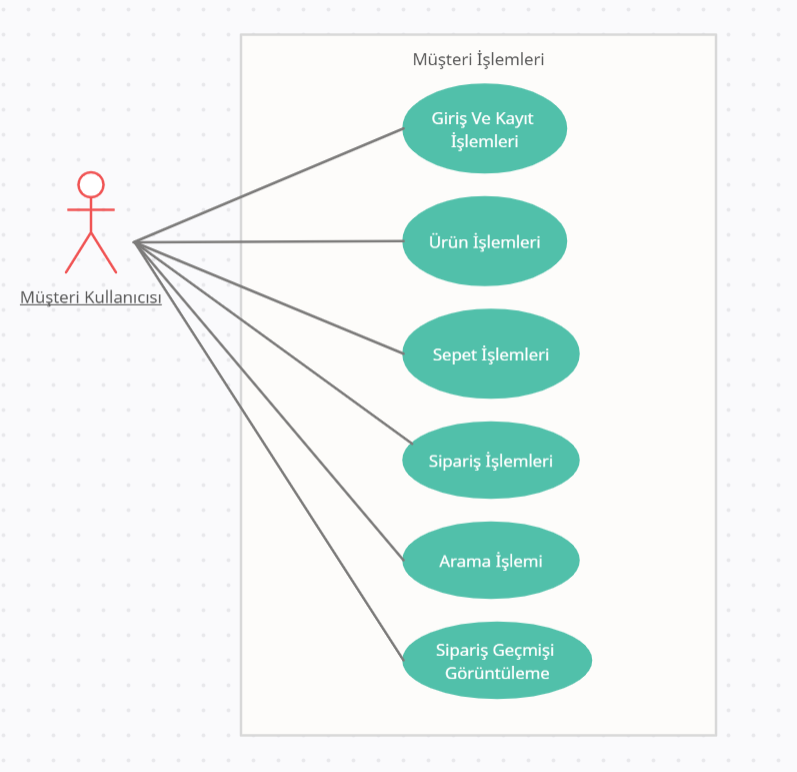 Müşteri İşlemleri
Giriş Ve Kayıt
İşlemleri
Ürün İşlemleri
Müşteri Kullanıcısı
Sepet İşlemleri
Sipariş İşlemleri
Arama İşlemi
Sipariş Geçmişi
Görüntüleme